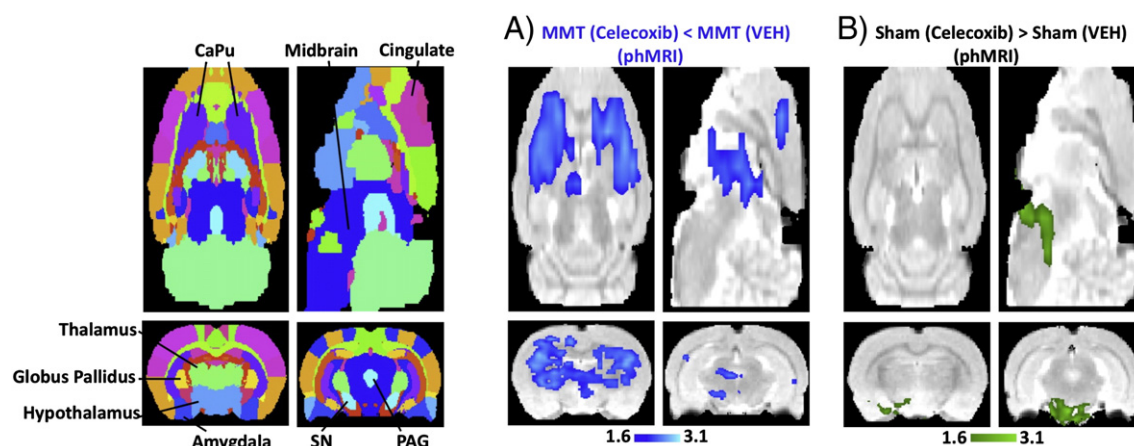 CaPu Midbrain Cingulate
Thalamus
Globus Pallidus
Hypothalamus
Amygdala SN PAG
A) MMT (Celecoxib) < MMT (VEH)
(phMRI)
1.6 3.1
B) Sham (Celecoxib) > Sham (VEH)
(phMRI)
1.6 3.1